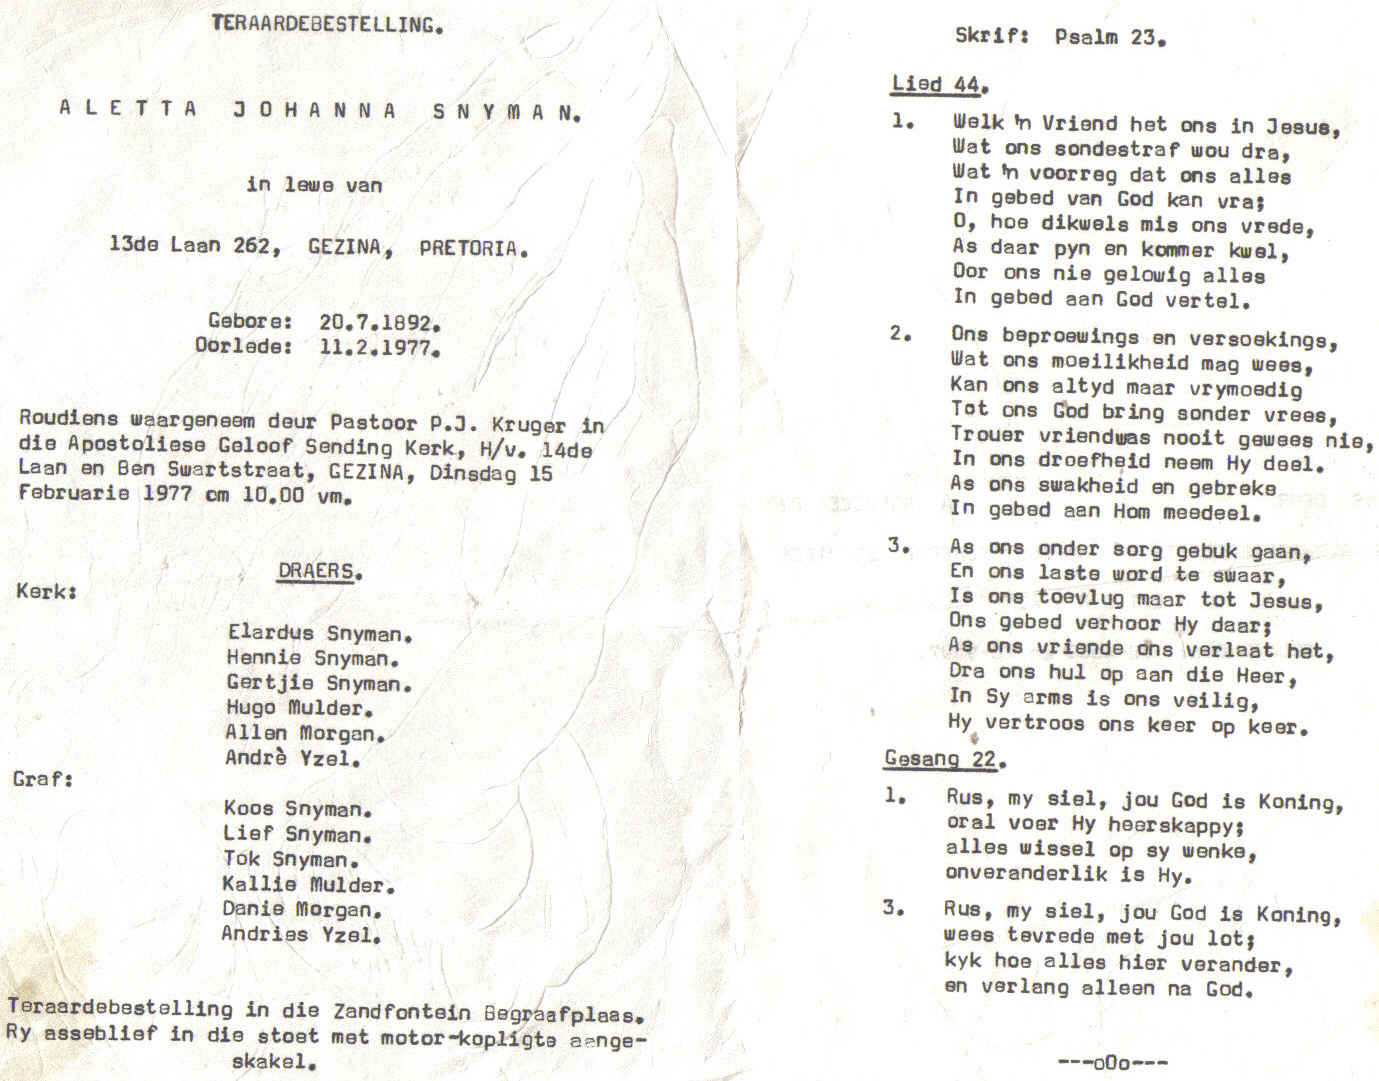 TERAARDEBESTELLING.
ALETTA JOHANNA SNYMAN.
in lewe van
13de Laan 262, GEZINA, PRETORIA.
Gebore: 20.7.1892.
Oorlede: 11.2.1977.
Roudiens waargeneem deur Pastoor P.J. Kruger in
die Apostoliese Geloof Sending Kerk, H/v. 14de
Laan en Ben Swartstraat, GEZINA, Dinsdag 15
Februarie 1977 om 10.00 vm.
DRAERS.
Kerk:
Elardus Snyman.
Hennie Snyman.
Gertjie Snyman.
Hugo Mulder.
Allen Morgan.
Andrè Yzel.
Graf:
Koos Snyman.
Lief Snyman.
Tok Snyman.
Kallie Mulder.
Danie Morgan.
Andries Yzel.
Teraardebestelling in die Zandfontein Begraafplaas.
Ry asseblief in die stoet met motor-kopligte aange-
skakel.
Skrif: Psalm 23.
Lied 44.
1. Welk 'n Vriend het ons in Jesus,
Wat ons sondestraf wou dra,
Wat 'n voorreg dat ons alles
In gebed van God kan vra;
O, hoe dikwels mis ons vrede,
As daar pyn en kommer kwel,
Oor ons nie gelowig alles
In gebed aan God vertel.
2. Ons beproewings en versoekings,
Wat ons moeilikheid mag wees,
Kan ons altyd maar vrymoedig
Tot ons God bring sonder vrees,
Trouer vriendwas nooit gewees nie,
In ons droefheid neem Hy deel.
As ons swakheid en gebreke
In gebed aan Hom meedeel.
3. As ons onder sorg gebuk gaan,
En ons laste word te swaar,
Is ons toevlug maar tot Jesus,
Ons gebed verhoor Hy daar;
As ons vriende ons verlaat het,
Dra ons hul op aan die Heer,
In Sy arms is ons veilig,
Hy vertroos ons keer op keer.
Gesang 22.
1. Rus, my siel, jou God is Koning,
oral voer Hy heerskappy;
alles wissel op sy wenke,
onveranderlik is Hy.
3. Rus, my siel, jou God is Koning,
wees tevrede met jou lot;
kyk hoe alles hier verander,
en verlang alleen na God.
---oOo---